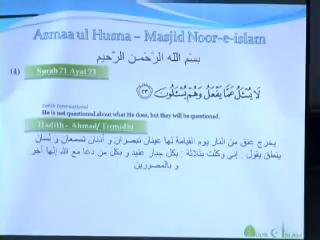 Asmaa ul Husna – Masjid Noor-e-islam
بسم الله الرحمن الرحيم
(4) Surah 21 Ayat 23
لَا يُسْـَٔلُ عَمَّا يَفْعَلُ وَهُمْ يُسْـَٔلُونَ ٢٣
Sahih International
He is not questioned about what He does, but they will be questioned.
Hadith - Ahmad/ Tirmidhi
يخرج عنق من النار يوم القيامة لها عينان تبصران و أذنان تسمعان و لسان
ينطق يقول : إني وكلت بثلاثة : بكل جبار عنيد و بكل من دعا مع الله إلها آخر
و بالمصورين
NOOR E ISLAM